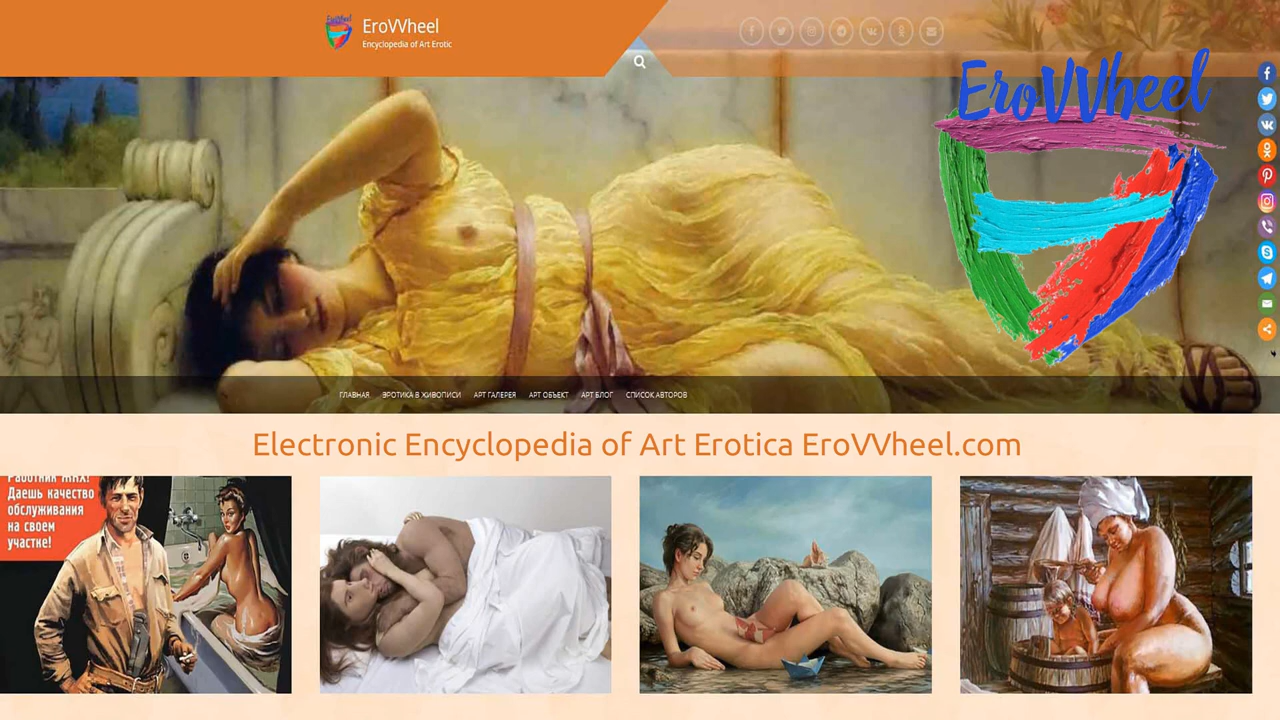 EroVVheel
Encyclopedia of Art Erotic
EroVVheel
ГЛАВНАЯ ЭРОТИКА В ЖИВОПИСИ АРТ ГАЛЕРЕЯ АРТ ОБЪЕКТ АРТ БЛОГ СПИСОК АВТОРОВ
Electronic Encyclopedia of Art Erotica EroVVheel.com
Работник ЖКХ!
Даешь качество
обслуживания
на своем
участке!